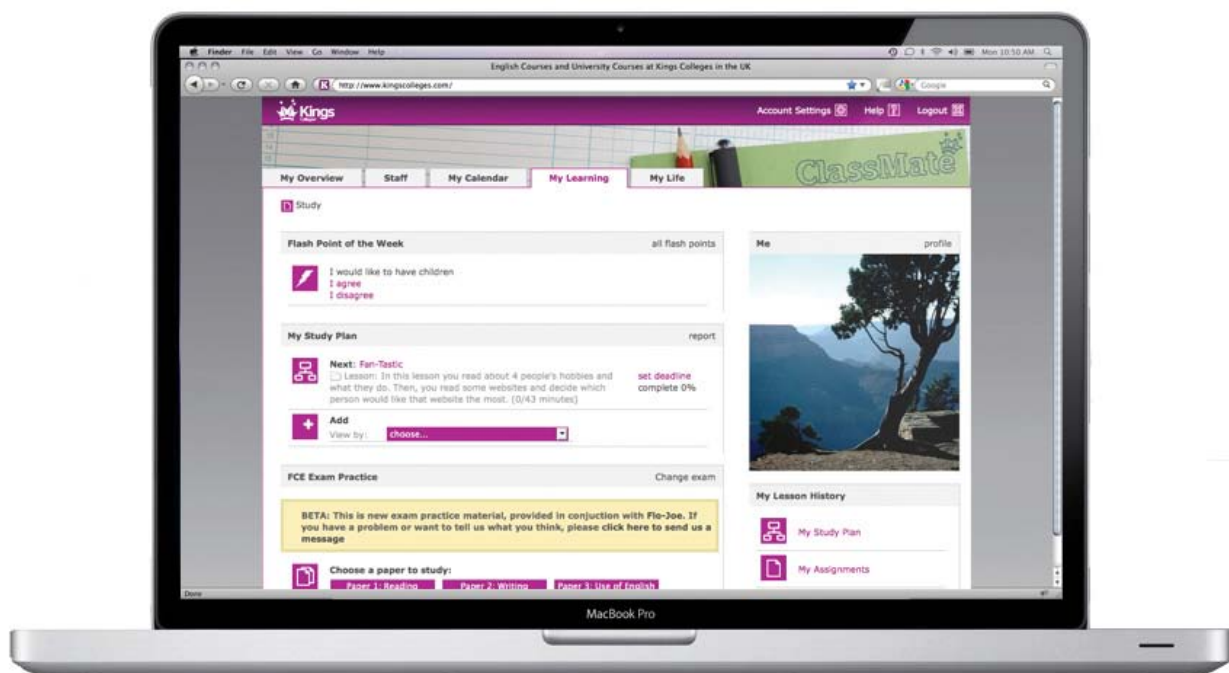 Finder File Edit View Go Window Help
Mon 10:50 AM
English Courses and University Courses at Kings Colleges in the UK
http://www.kingscolleges.com/
Google
Kings
Colleges
Account Settings
Help
Logout
ClassMate
My Overview
Staff
My Calendar
My Learning
My Life
Study
Flash Point of the Week
all flash points
I would like to have children
I agree
I disagree
My Study Plan
report
Next: Fan-Tastic
Lesson: In this lesson you read about 4 people's hobbies and
what they do. Then, you read some websites and decide which
person would like that website the most. (0/43 minutes)
set deadline
complete 0%
Add
View by:
choose...
FCE Exam Practice
Change exam
BETA: This is new exam practice material, provided in conjuction with Flo-Joe. If
you have a problem or want to tell us what you think, please click here to send us a
message
Choose a paper to study:
Paper 1: Reading
Paper 2: Writing
Paper 3: Use of English
Me
profile
My Lesson History
My Study Plan
My Assignments
Done
MacBook Pro